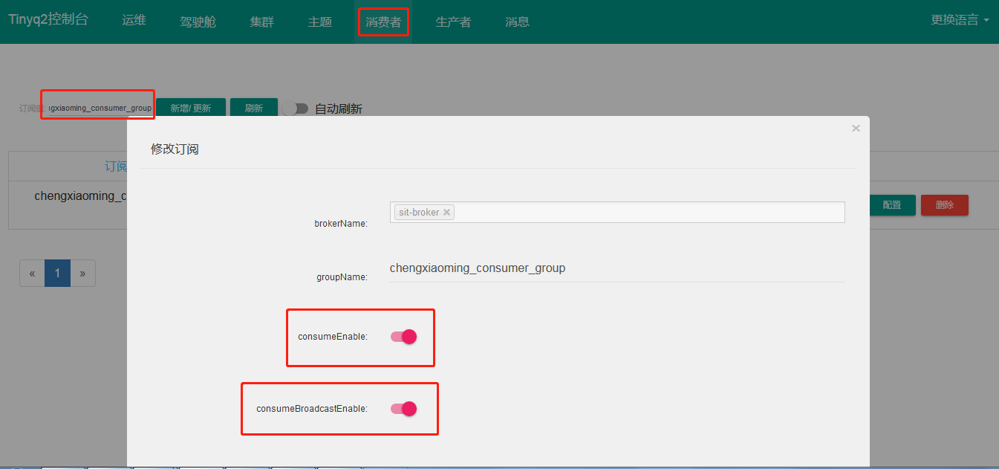 Tinyq2控制台 运维 驾驶舱 集群 主题 消费者 生产者 消息 更换语言
订阅 gxiaoming_consumer_group 新增/ 更新 刷新 自动刷新
×
修改订阅
订阅
chengxiaoming_c
配置 删除
brokerName: sit-broker ×
« 1 »
groupName: chengxiaoming_consumer_group
consumeEnable:
consumeBroadcastEnable: